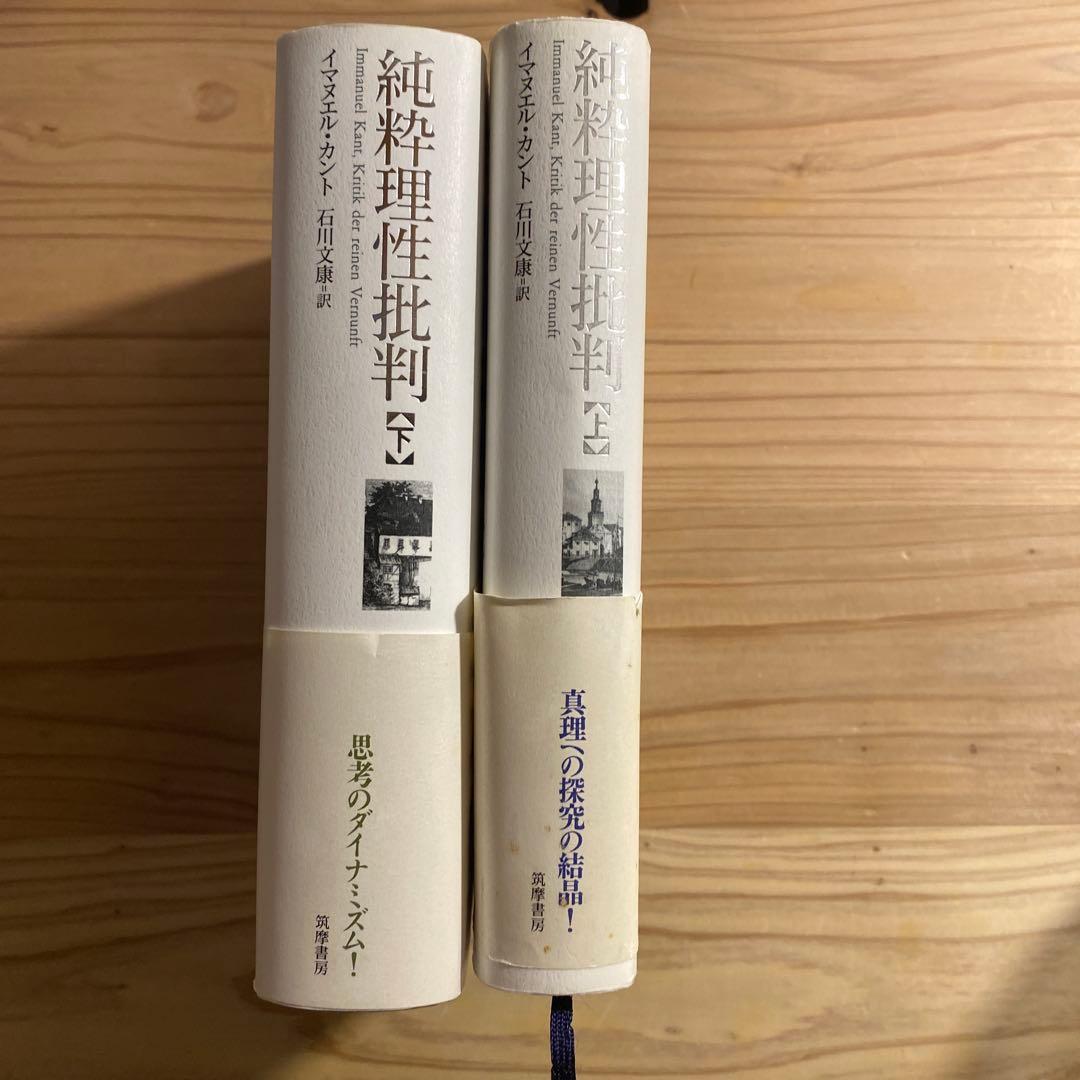 純粋理性批判【上】
Immanuel Kant, Kritik der reinen Vernunft
イマヌエル・カント 石川文康=訳
真理への探究の結晶!
筑摩書房
純粋理性批判【下】
Immanuel Kant, Kritik der reinen Vernunft
イマヌエル・カント 石川文康=訳
思考のダイナミズム!
筑摩書房